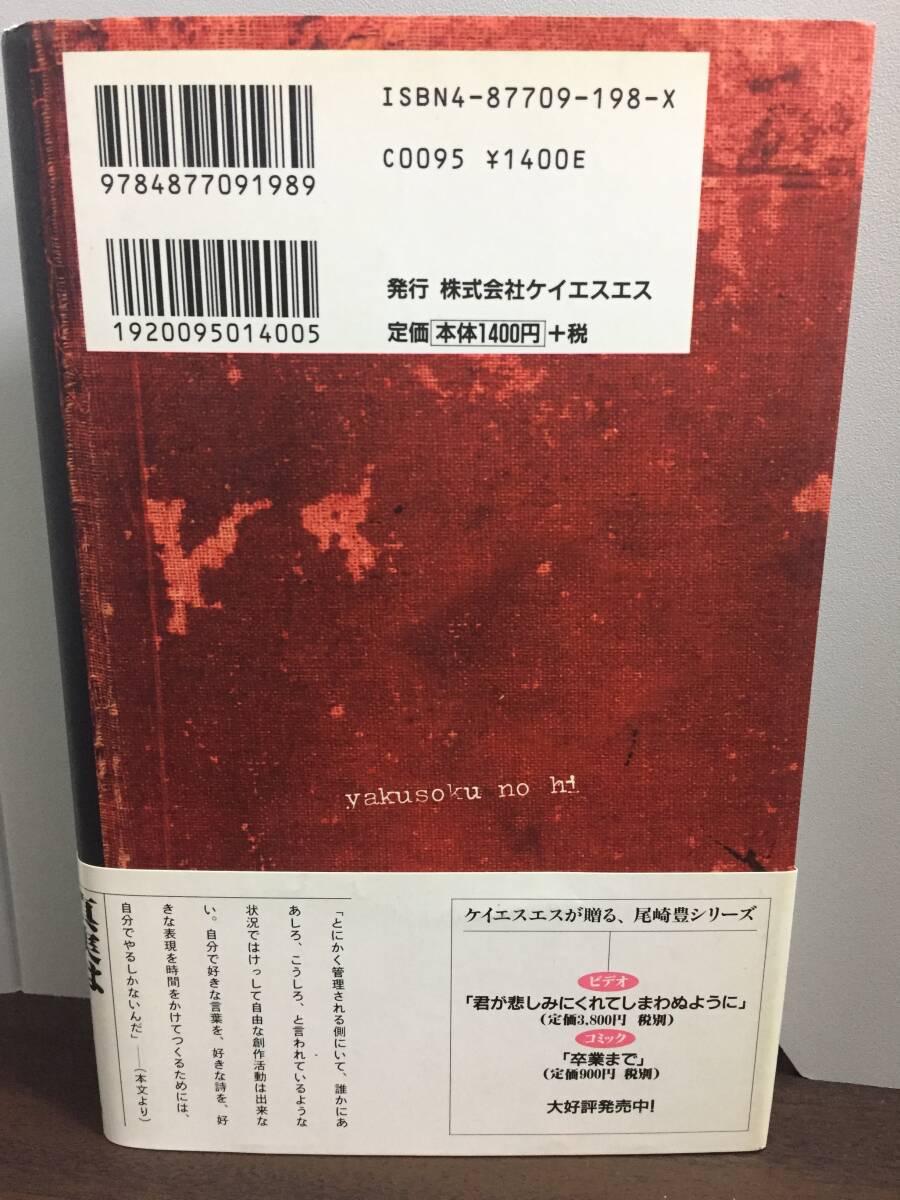 ISBN4-87709-198-X
C0095 ¥1400E
9784877091989
1920095014005
発行 株式会社ケイエスエス
定価 本体1400円 +税
yakusoku no hi
「とにかく管理される側にいて、誰かにあ
あしろ、こうしろ、と言われているような
状況ではけっして自由な創作活動は出来な
い。自分で好きな言葉を、好きな詩を、好
きな表現を時間をかけてつくるためには、
自分でやるしかないんだ」――(本文より)
真実は
ケイエスエスが贈る、尾崎豊シリーズ
ビデオ
「君が悲しみにくれてしまわぬように」
(定価3,800円 税別)
コミック
「卒業まで」
(定価900円 税別)
大好評発売中!